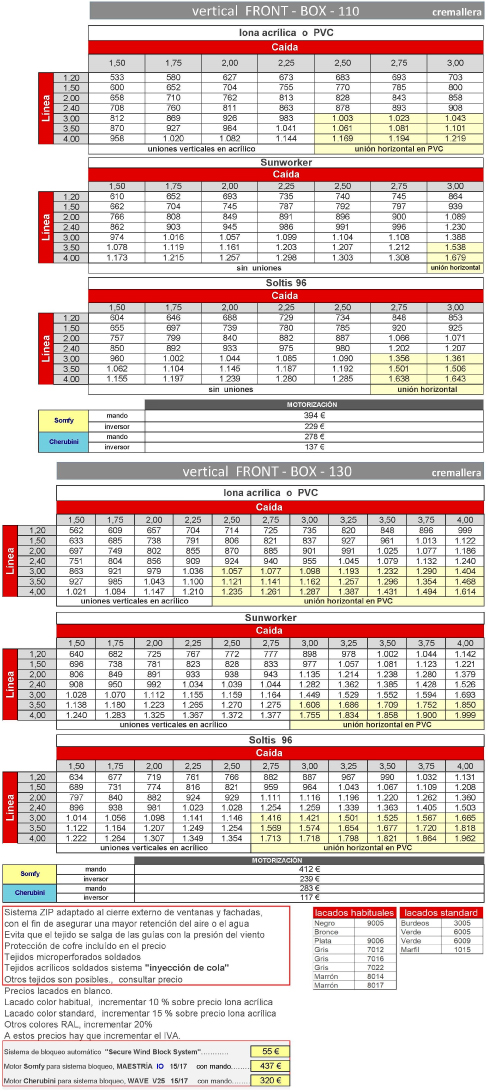 vertical FRONT - BOX - 110 cremallera
lona acrílica o PVC
Caida
1,50 1,75 2,00 2,25 2,50 2,75 3,00
Línea
1.20 533 580 627 673 683 693 703
1.50 600 652 704 755 770 785 800
2.00 658 710 762 813 828 843 858
2.40 708 760 811 863 878 893 908
3.00 812 869 926 983 1.003 1.023 1.043
3.50 870 927 984 1.041 1.061 1.081 1.101
4.00 958 1.020 1.082 1.144 1.169 1.194 1.219
uniones verticales en acrílico unión horizontal en PVC
Sunworker
Caida
1,50 1,75 2,00 2,25 2,50 2,75 3,00
Línea
1.20 610 652 693 735 740 745 864
1.50 662 704 745 787 792 797 939
2.00 766 808 849 891 896 900 1.089
2.40 862 903 945 986 991 996 1.230
3.00 974 1.016 1.057 1.099 1.104 1.108 1.388
3.50 1.078 1.119 1.161 1.203 1.207 1.212 1.538
4.00 1.173 1.215 1.257 1.298 1.303 1.308 1.679
sin uniones unión horizontal
Soltis 96
Caida
1,50 1,75 2,00 2,25 2,50 2,75 3,00
Línea
1.20 604 646 688 729 734 848 853
1.50 655 697 739 780 785 920 925
2.00 757 799 840 882 887 1.066 1.071
2.40 850 892 933 975 980 1.202 1.207
3.00 960 1.002 1.044 1.085 1.090 1.356 1.361
3.50 1.062 1.104 1.145 1.187 1.192 1.501 1.506
4.00 1.155 1.197 1.239 1.280 1.285 1.638 1.643
sin uniones unión horizontal
MOTORIZACIÓN
Somfy mando 394 €
inversor 229 €
Cherubini mando 278 €
inversor 137 €
vertical FRONT - BOX - 130 cremallera
lona acrílica o PVC
Caida
1,50 1,75 2,00 2,25 2,50 2,75 3,00 3,25 3,50 3,75 4,00
Línea
1,20 562 609 657 704 714 725 735 820 848 896 999
1,50 633 685 738 791 806 821 837 927 961 1.013 1.122
2,00 697 749 802 855 870 885 901 991 1.025 1.077 1.186
2,40 751 804 856 909 924 940 955 1.045 1.079 1.132 1.240
3,00 863 921 979 1.036 1.057 1.077 1.098 1.193 1.232 1.290 1.404
3,50 927 985 1.043 1.100 1.121 1.141 1.162 1.257 1.296 1.354 1.468
4,00 1.021 1.084 1.147 1.210 1.235 1.261 1.287 1.387 1.431 1.494 1.614
uniones verticales en acrílico unión horizontal en PVC
Sunworker
Caida
1,50 1,75 2,00 2,25 2,50 2,75 3,00 3,25 3,50 3,75 4,00
Línea
1,20 640 682 725 767 772 777 898 978 1.002 1.044 1.142
1,50 696 738 781 823 828 833 977 1.057 1.081 1.123 1.221
2,00 806 849 891 933 938 943 1.135 1.214 1.238 1.280 1.379
2,40 908 950 992 1.034 1.039 1.044 1.282 1.362 1.385 1.428 1.526
3,00 1.028 1.070 1.112 1.155 1.159 1.164 1.449 1.529 1.552 1.594 1.693
3,50 1.138 1.180 1.223 1.265 1.270 1.275 1.606 1.686 1.709 1.752 1.850
4,00 1.240 1.283 1.325 1.367 1.372 1.377 1.755 1.834 1.858 1.900 1.999
uniones verticales en acrílico unión horizontal en PVC
Soltis 96
Caida
1,50 1,75 2,00 2,25 2,50 2,75 3,00 3,25 3,50 3,75 4,00
Línea
1,20 634 677 719 761 766 882 887 967 990 1.032 1.131
1,50 689 731 774 816 821 959 964 1.043 1.067 1.109 1.208
2,00 797 840 882 924 929 1.111 1.116 1.196 1.220 1.262 1.360
2,40 896 938 981 1.023 1.028 1.254 1.259 1.339 1.363 1.405 1.503
3,00 1.014 1.056 1.098 1.141 1.146 1.416 1.421 1.501 1.525 1.567 1.665
3,50 1.122 1.164 1.207 1.249 1.254 1.569 1.574 1.654 1.677 1.720 1.818
4,00 1.222 1.264 1.307 1.349 1.354 1.713 1.718 1.798 1.821 1.864 1.962
uniones verticales en acrílico unión horizontal en PVC
MOTORIZACIÓN
Somfy mando 412 €
inversor 239 €
Cherubini mando 283 €
inversor 117 €
Sistema ZIP adaptado al cierre externo de ventanas y fachadas,
con el fin de asegurar una mayor retención del aire o el agua
Evita que el tejido se salga de las guías con la presión del viento
Protección de cofre incluído en el precio
Tejidos microperforados soldados
Tejidos acrílicos soldados sistema "inyección de cola"
Otros tejidos son posibles., consultar precio
Precios lacados en blanco.
Lacado color habitual, incrementar 10 % sobre precio lona acrílica
Lacado color standard, incrementar 15 % sobre precio lona acrílica
Otros colores RAL, incrementar 20%
A estos precios hay que incrementar el IVA.
lacados habituales
Negro 9005
Bronce
Plata 9006
Gris 7012
Gris 7016
Gris 7022
Marrón 8014
Marrón 8017
lacados standard
Burdeos 3005
Verde 6005
Verde 6009
Marfil 1015
Sistema de bloqueo automático "Secure Wind Block System"........... 55 €
Motor Somfy para sistema bloqueo, MAESTRÍA IO 15/17 con mando........ 437 €
Motor Cherubini para sistema bloqueo, WAVE V25 15/17 con mando........ 320 €